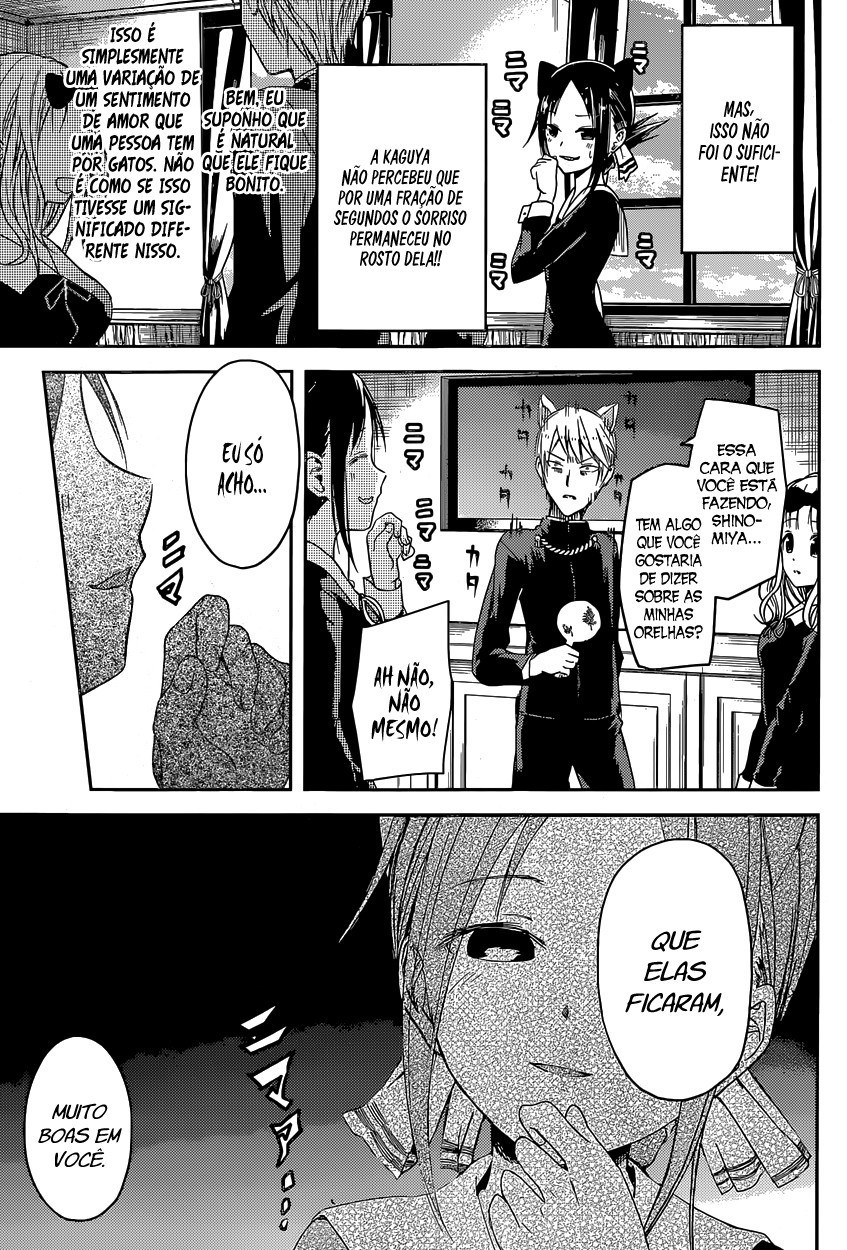 MAS,
ISSO NÃO
FOI O SUFICI-
ENTE!
ニマ
ニマ
ニマ
ニマ
A KAGUYA
NÃO PERCEBEU QUE
POR UMA FRAÇÃO DE
SEGUNDOS O SORRISO
PERMANECEU NO
ROSTO DELA!!
BEM, EU
SUPONHO QUE
É NATURAL
QUE ELE FIQUE
BONITO.
ISSO É
SIMPLESMENTE
UMA VARIAÇÃO DE
UM SENTIMENTO
DE AMOR QUE
UMA PESSOA TEM
POR GATOS. NÃO
É COMO SE ISSO
TIVESSE UM SIG-
NIFICADO DIFE-
RENTE NISSO.
ESSA
CARA QUE
VOCÊ ESTÁ
FAZENDO,
SHINO-
MIYA...
TEM ALGO
QUE VOCÊ
GOSTARIA
DE DIZER
SOBRE AS
MINHAS
ORELHAS?
ガタ
ガタ
ガタ
ニマ
ニマ
ニマ
AH NÃO,
NÃO
MESMO!
EU SÓ
ACHO...
ニマ
QUE
ELAS
FICARAM,
ニマァ...
MUITO
BOAS EM
VOCÊ.